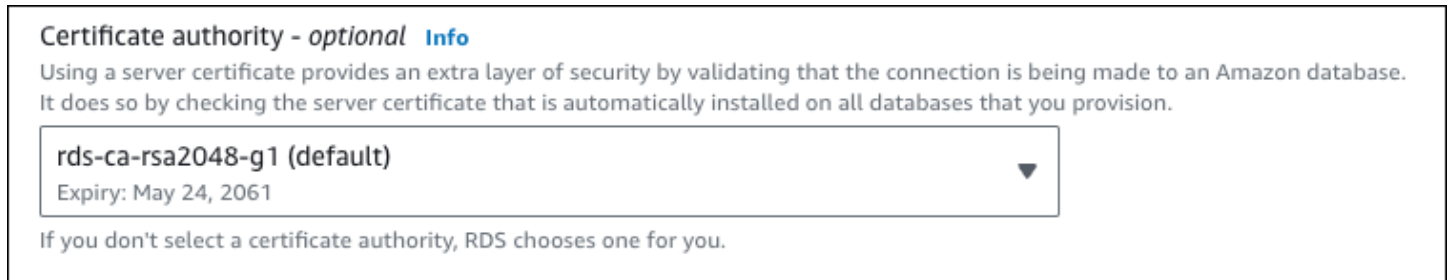 Certificate authority - optional Info
Using a server certificate provides an extra layer of security by validating that the connection is being made to an Amazon database.
It does so by checking the server certificate that is automatically installed on all databases that you provision.
rds-ca-rsa2048-g1 (default)
Expiry: May 24, 2061
If you don't select a certificate authority, RDS chooses one for you.